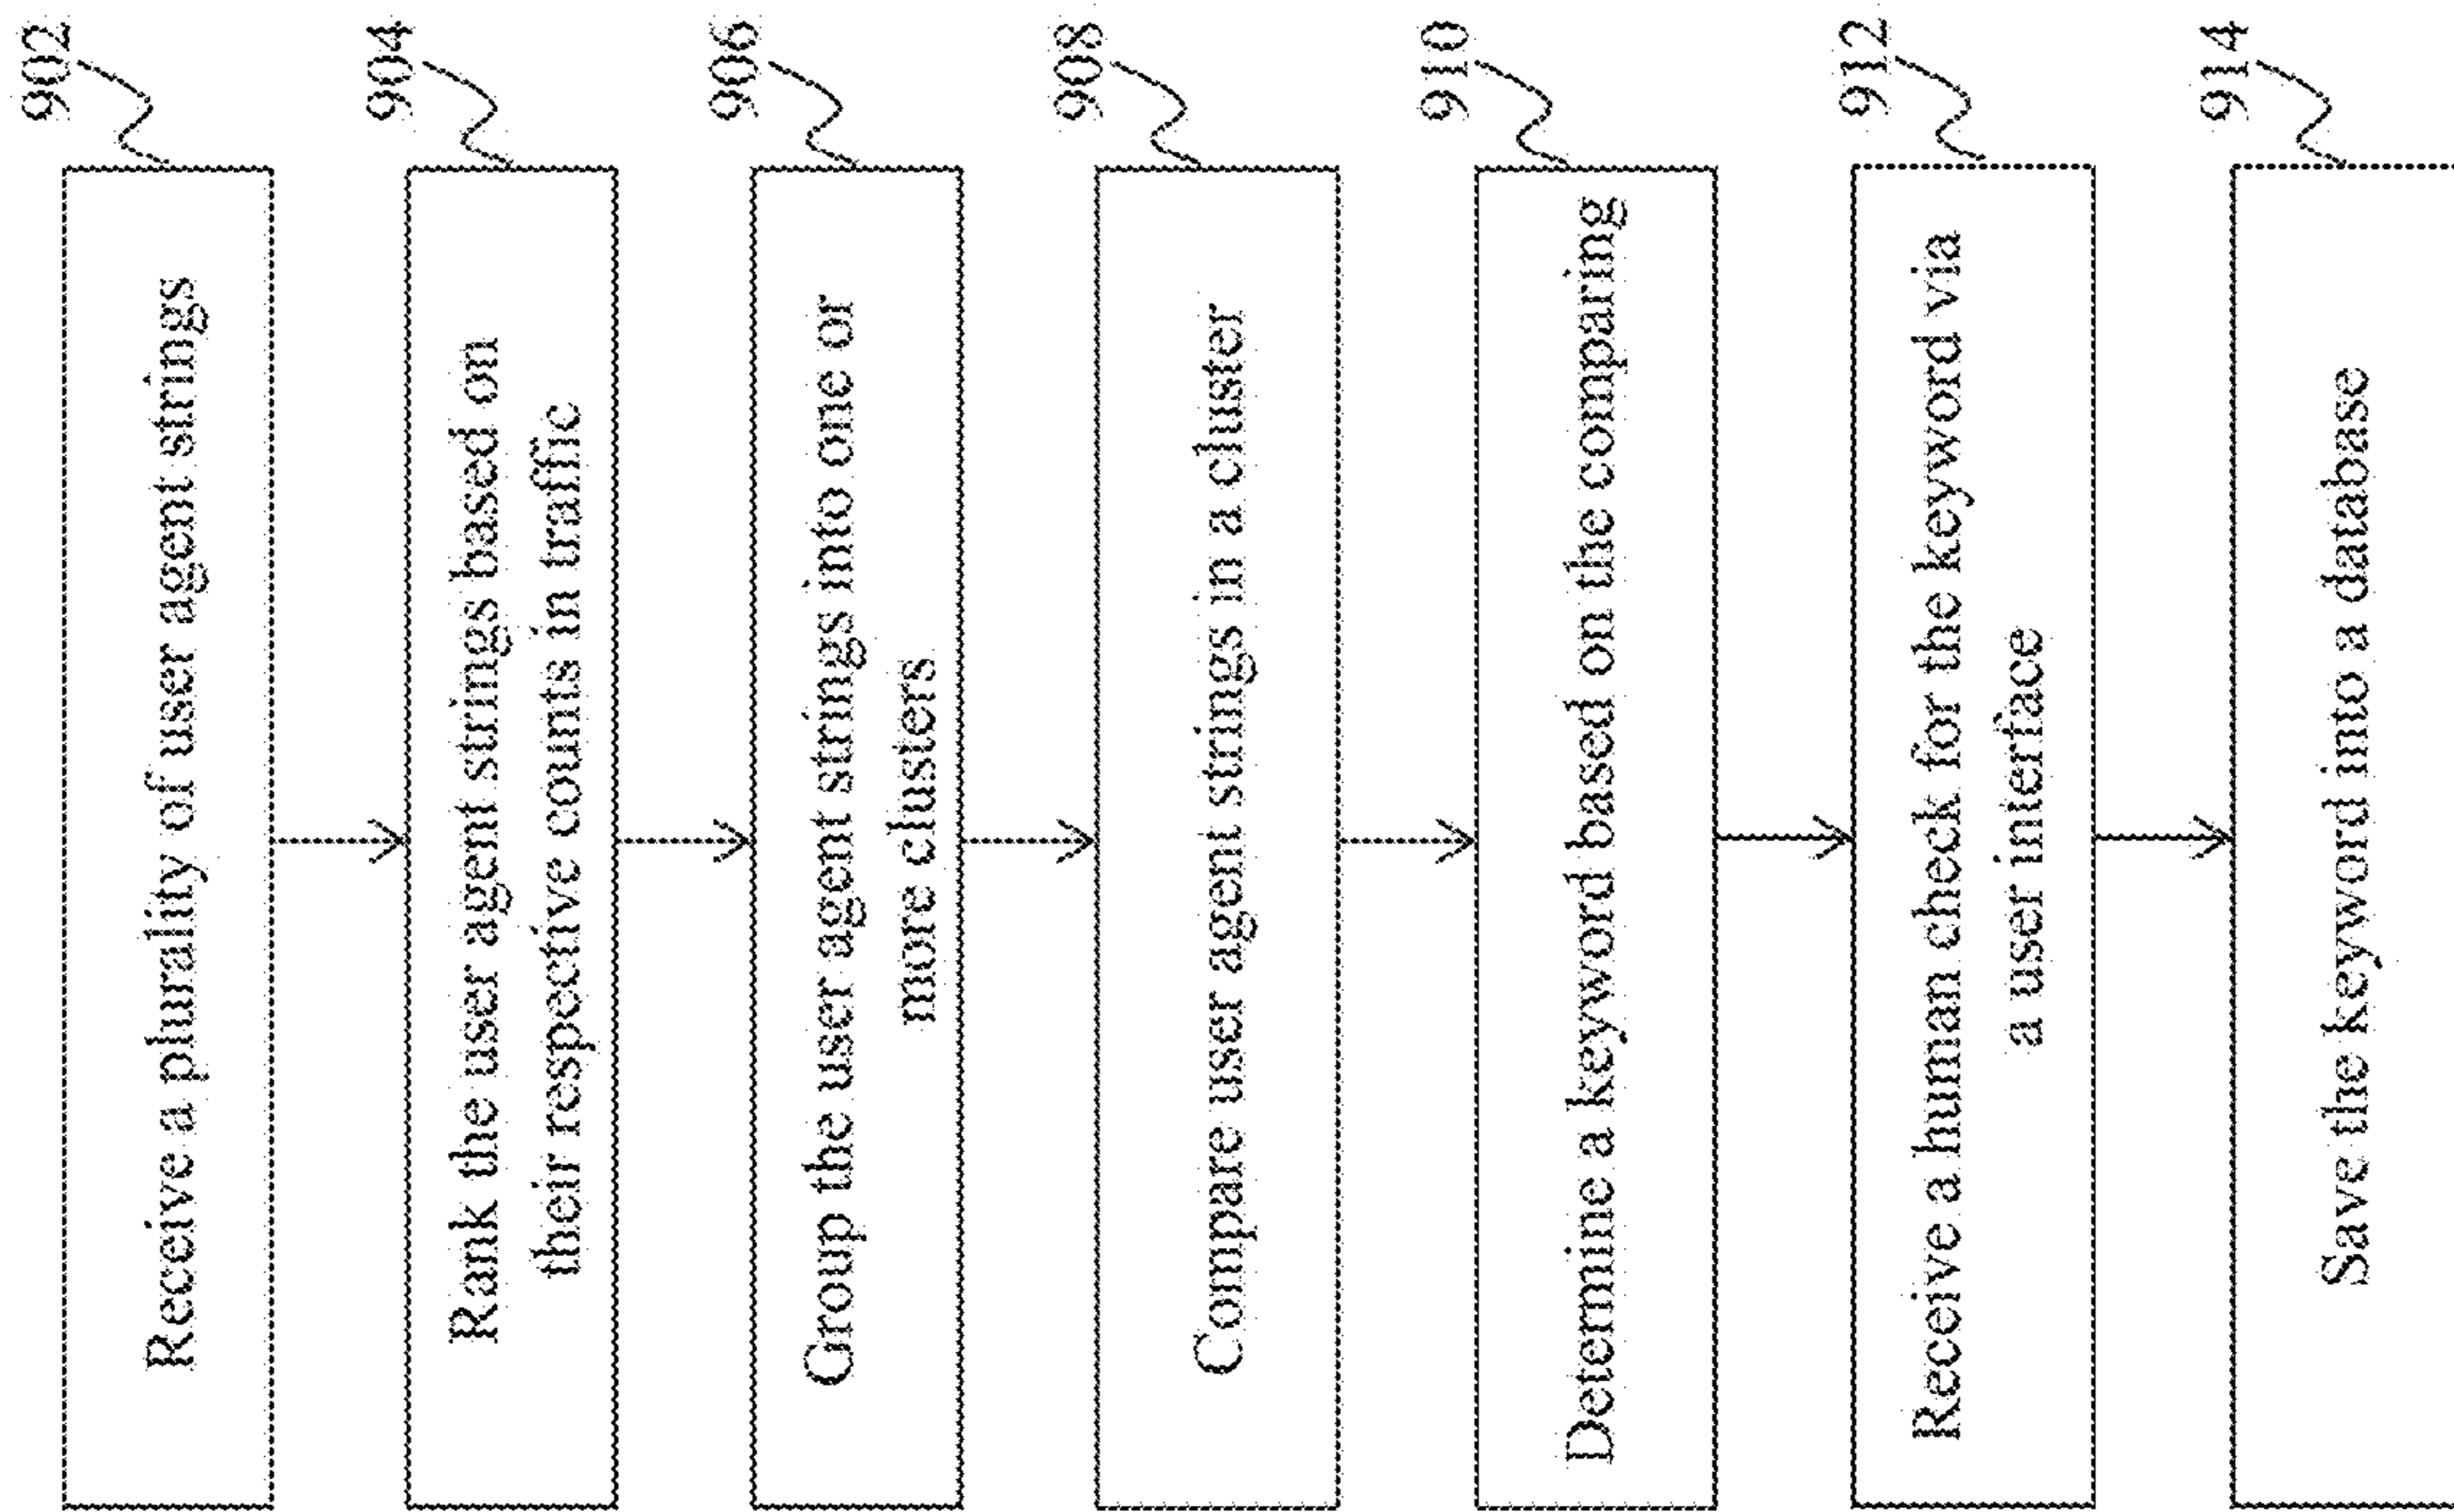 902
Receive a plurality of user agent strings
904
Rank the user agent strings based on
their respective counts in traffic
906
Group the user agent strings into one or
more clusters
908
Compare user agent strings in a cluster
910
Determine a keyword based on the comparing
912
Receive a human check for the keyword via
a user interface
914
Save the keyword into a database